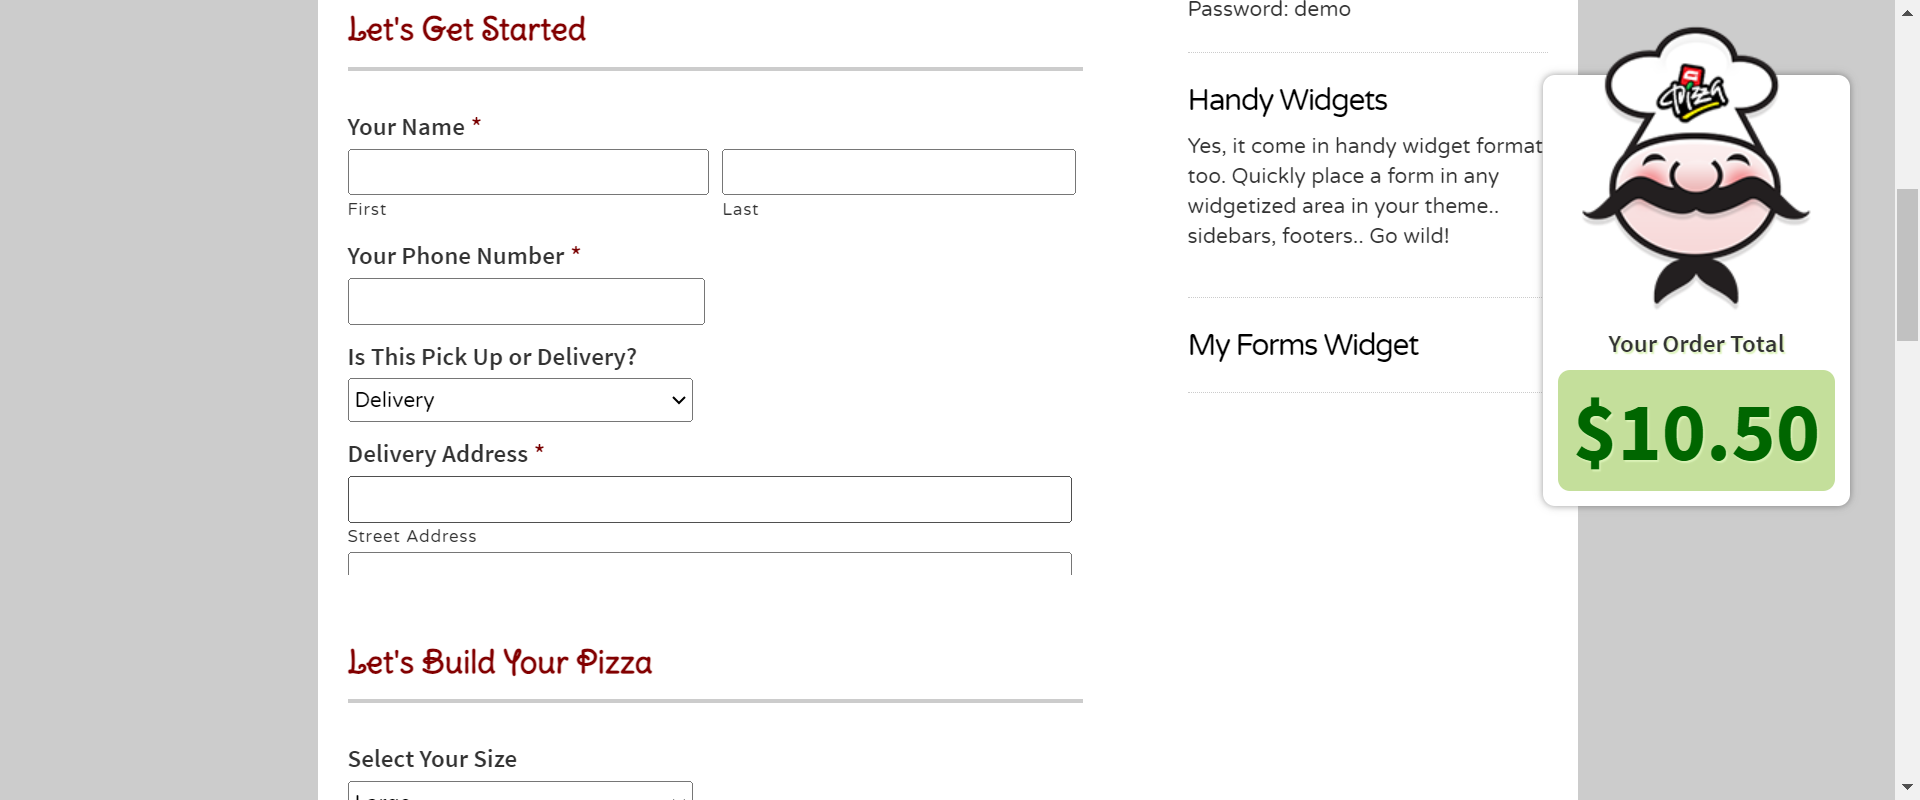 Let's Get Started
Your Name *
First
Last
Your Phone Number *
Is This Pick Up or Delivery?
Delivery
Delivery Address *
Street Address
Let's Build Your Pizza
Select Your Size
Large
Password: demo
Handy Widgets
Yes, it come in handy widget format
too. Quickly place a form in any
widgetized area in your theme..
sidebars, footers.. Go wild!
My Forms Widget
Pizza
Your Order Total
$10.50